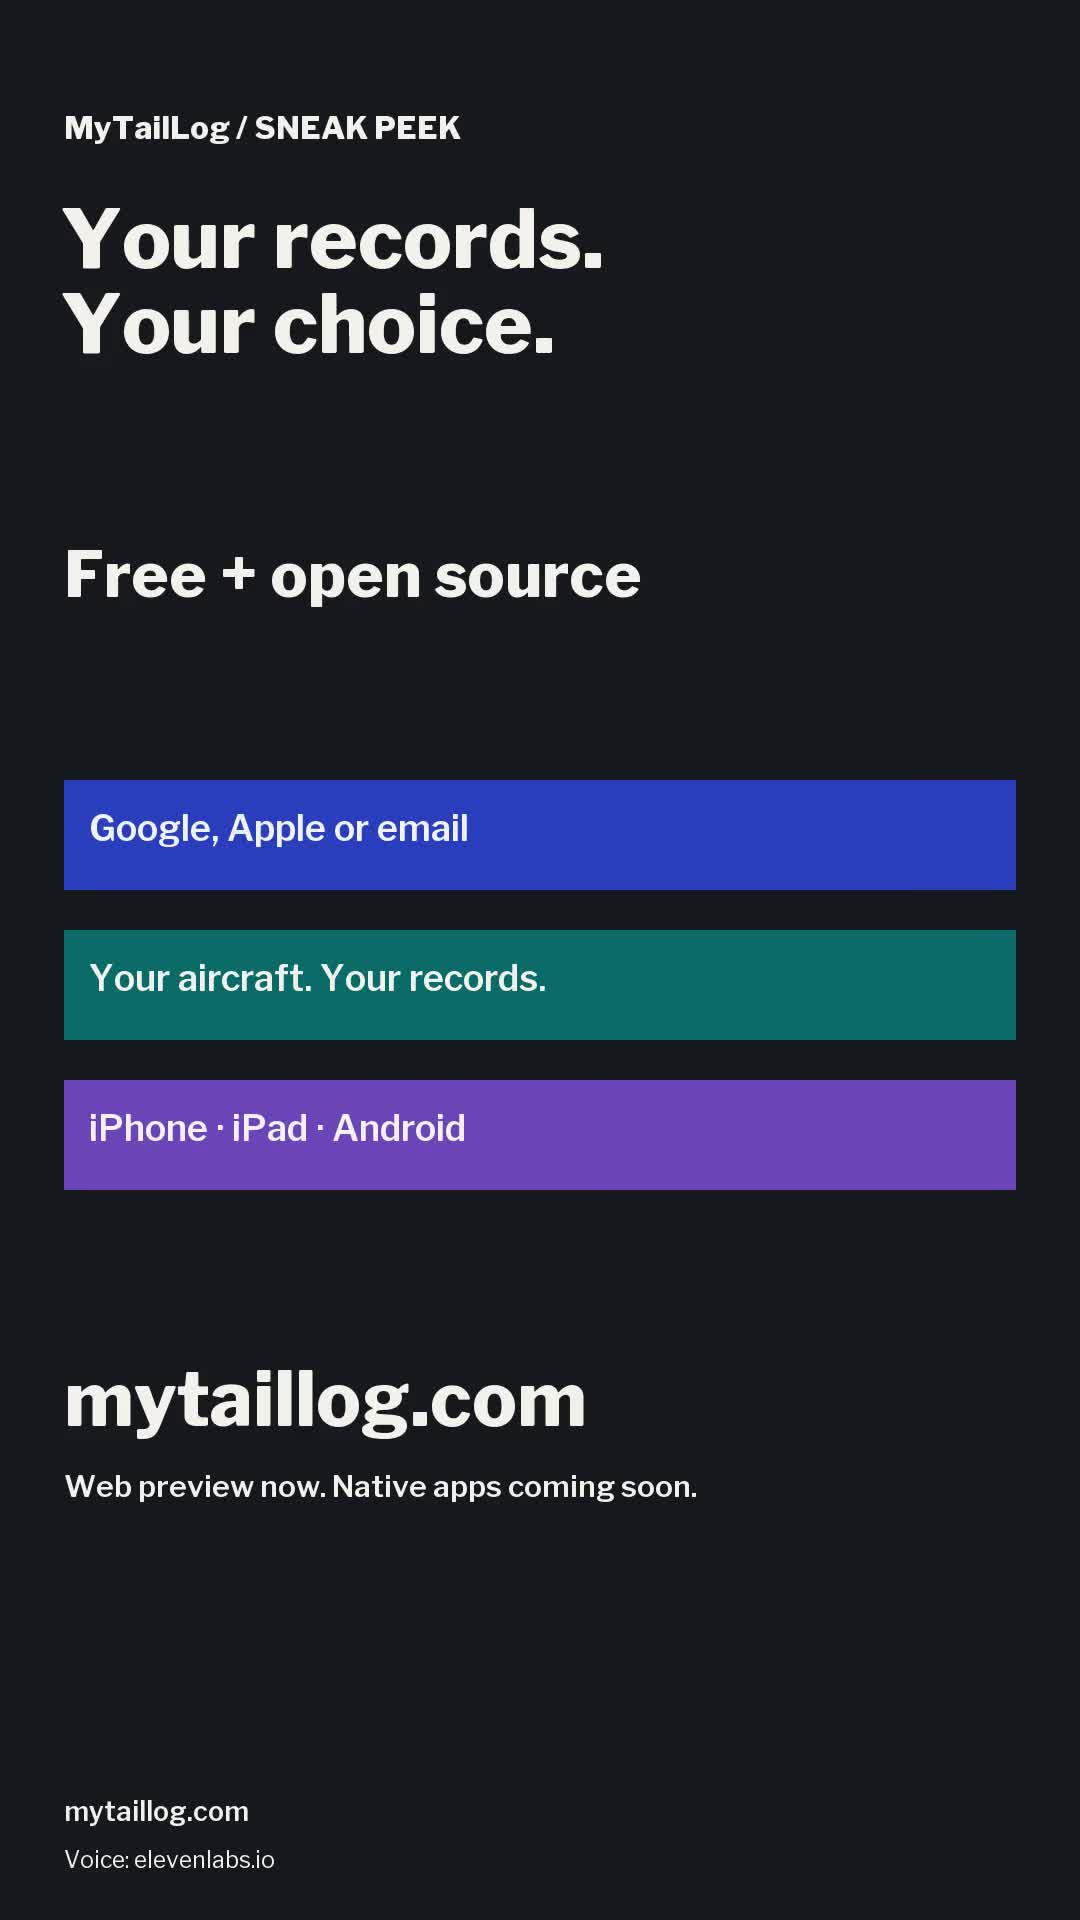 MyTailLog / SNEAK PEEK
Your records.
Your choice.
Free + open source
Google, Apple or email
Your aircraft. Your records.
iPhone · iPad · Android
mytaillog.com
Web preview now. Native apps coming soon.
mytaillog.com
Voice: elevenlabs.io